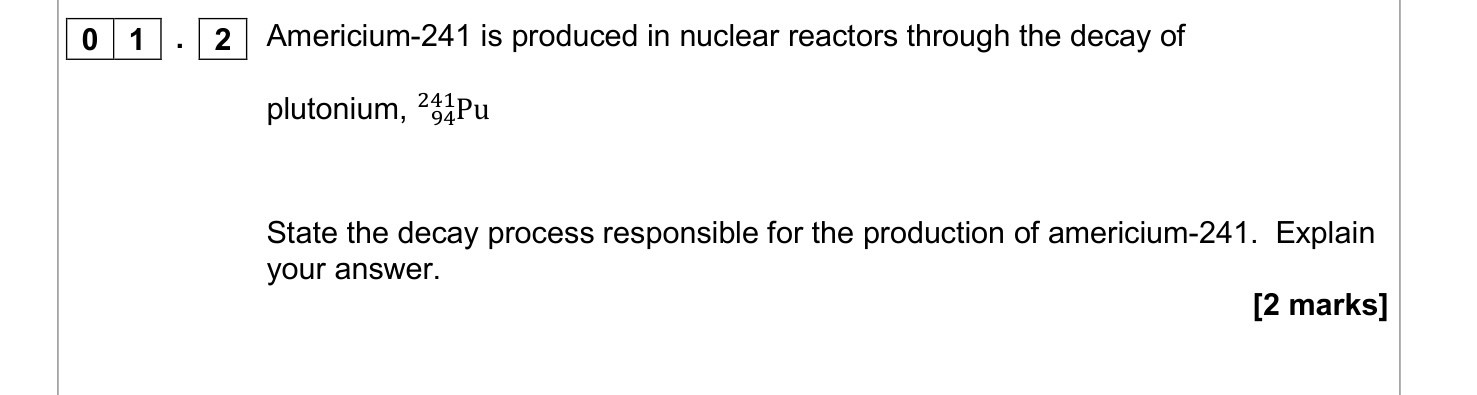 0 1 . 2 Americium-241 is produced in nuclear reactors through the decay of
plutonium, ²⁴¹₉₄Pu
State the decay process responsible for the production of americium-241. Explain
your answer.
[2 marks]